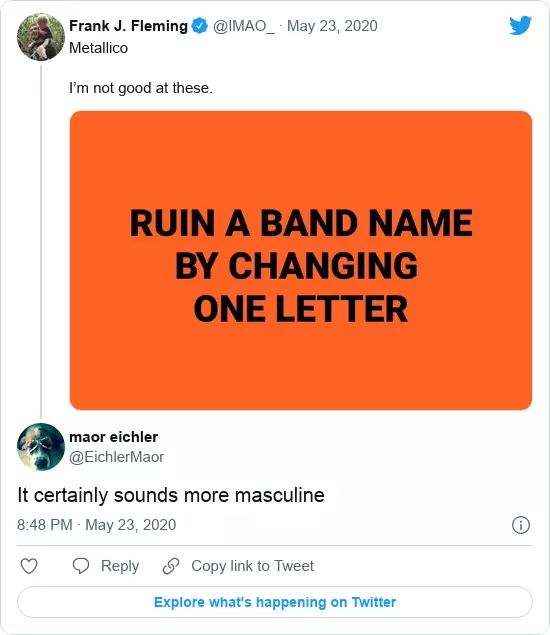 Frank J. Fleming @IMAO_ · May 23, 2020
Metallico
I'm not good at these.
RUIN A BAND NAME
BY CHANGING
ONE LETTER
maor eichler
@EichlerMaor
It certainly sounds more masculine
8:48 PM · May 23, 2020
Reply Copy link to Tweet
Explore what's happening on Twitter